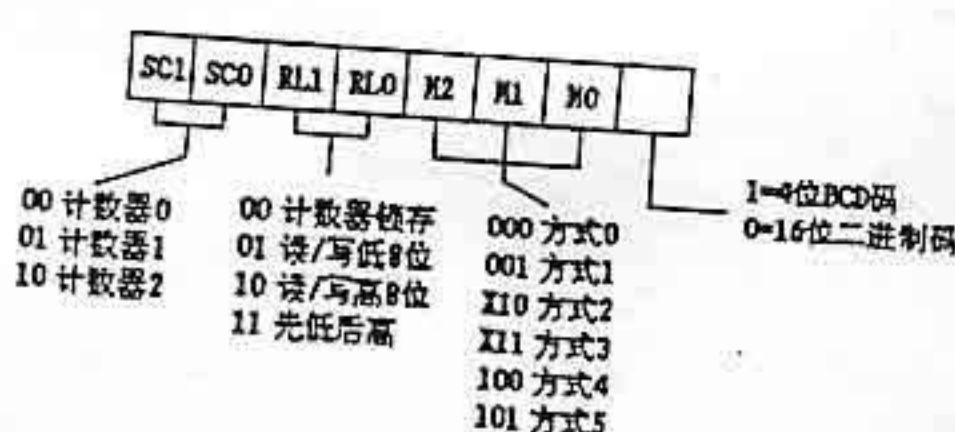 SC1 SC0 RL1 RL0 M2 M1 M0
00 计数器0
01 计数器1
10 计数器2
00 计数器锁存
01 读/写低8位
10 读/写高8位
11 先低后高
000 方式0
001 方式1
X10 方式2
X11 方式3
100 方式4
101 方式5
1=4位BCD码
0=16位二进制码